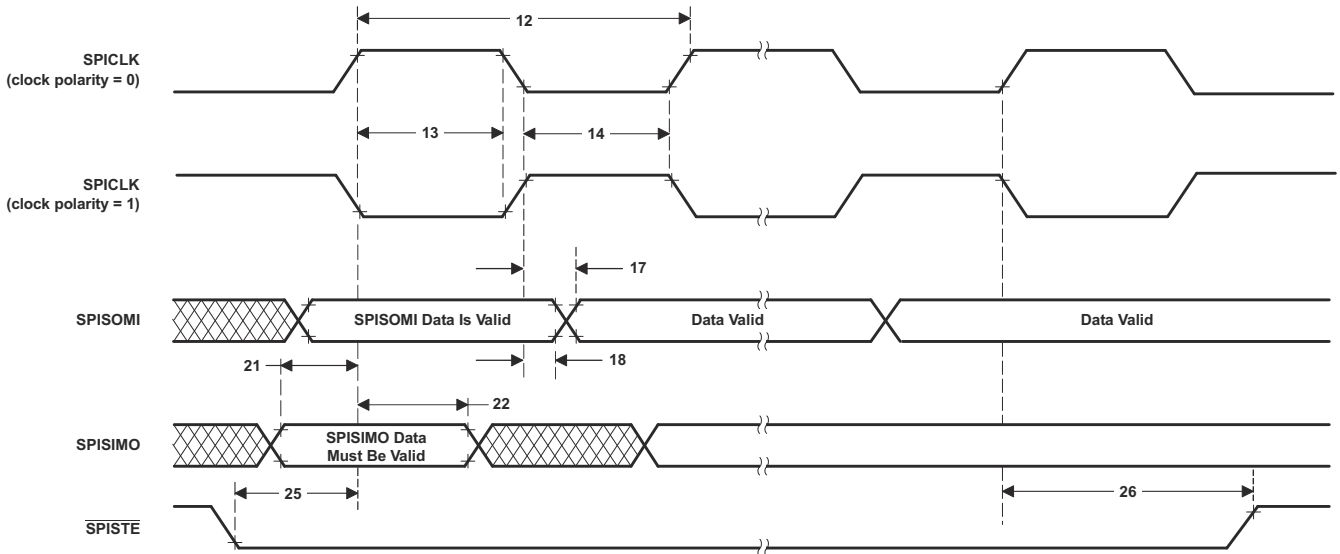 12
SPICLK
(clock polarity = 0)
13
14
SPICLK
(clock polarity = 1)
17
SPISOMI
SPISOMI Data Is Valid
Data Valid
Data Valid
21
18
22
SPISIMO
SPISIMO Data
Must Be Valid
25
26
SPISTE